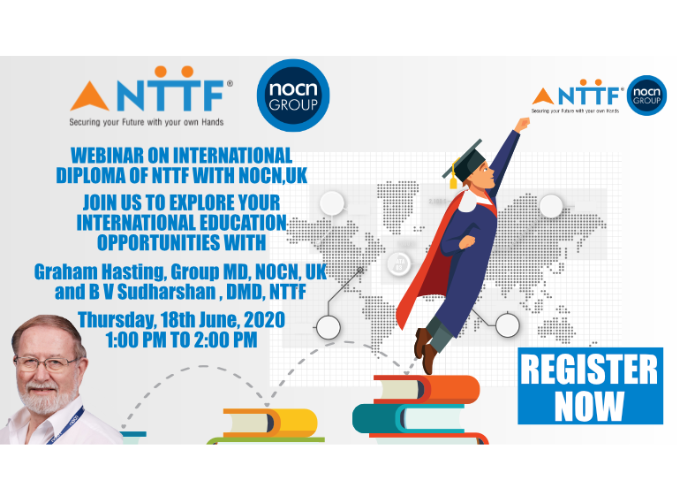 NTTF®
Securing your Future with your own Hands
nocn
GROUP
NTTF®
Securing your Future with your own Hands
nocn
GROUP
WEBINAR ON INTERNATIONAL
DIPLOMA OF NTTF WITH NOCN,UK
JOIN US TO EXPLORE YOUR
INTERNATIONAL EDUCATION
OPPORTUNITIES WITH
Graham Hasting, Group MD, NOCN, UK
and B V Sudharshan , DMD, NTTF
Thursday, 18th June, 2020
1:00 PM TO 2:00 PM
REGISTER
NOW